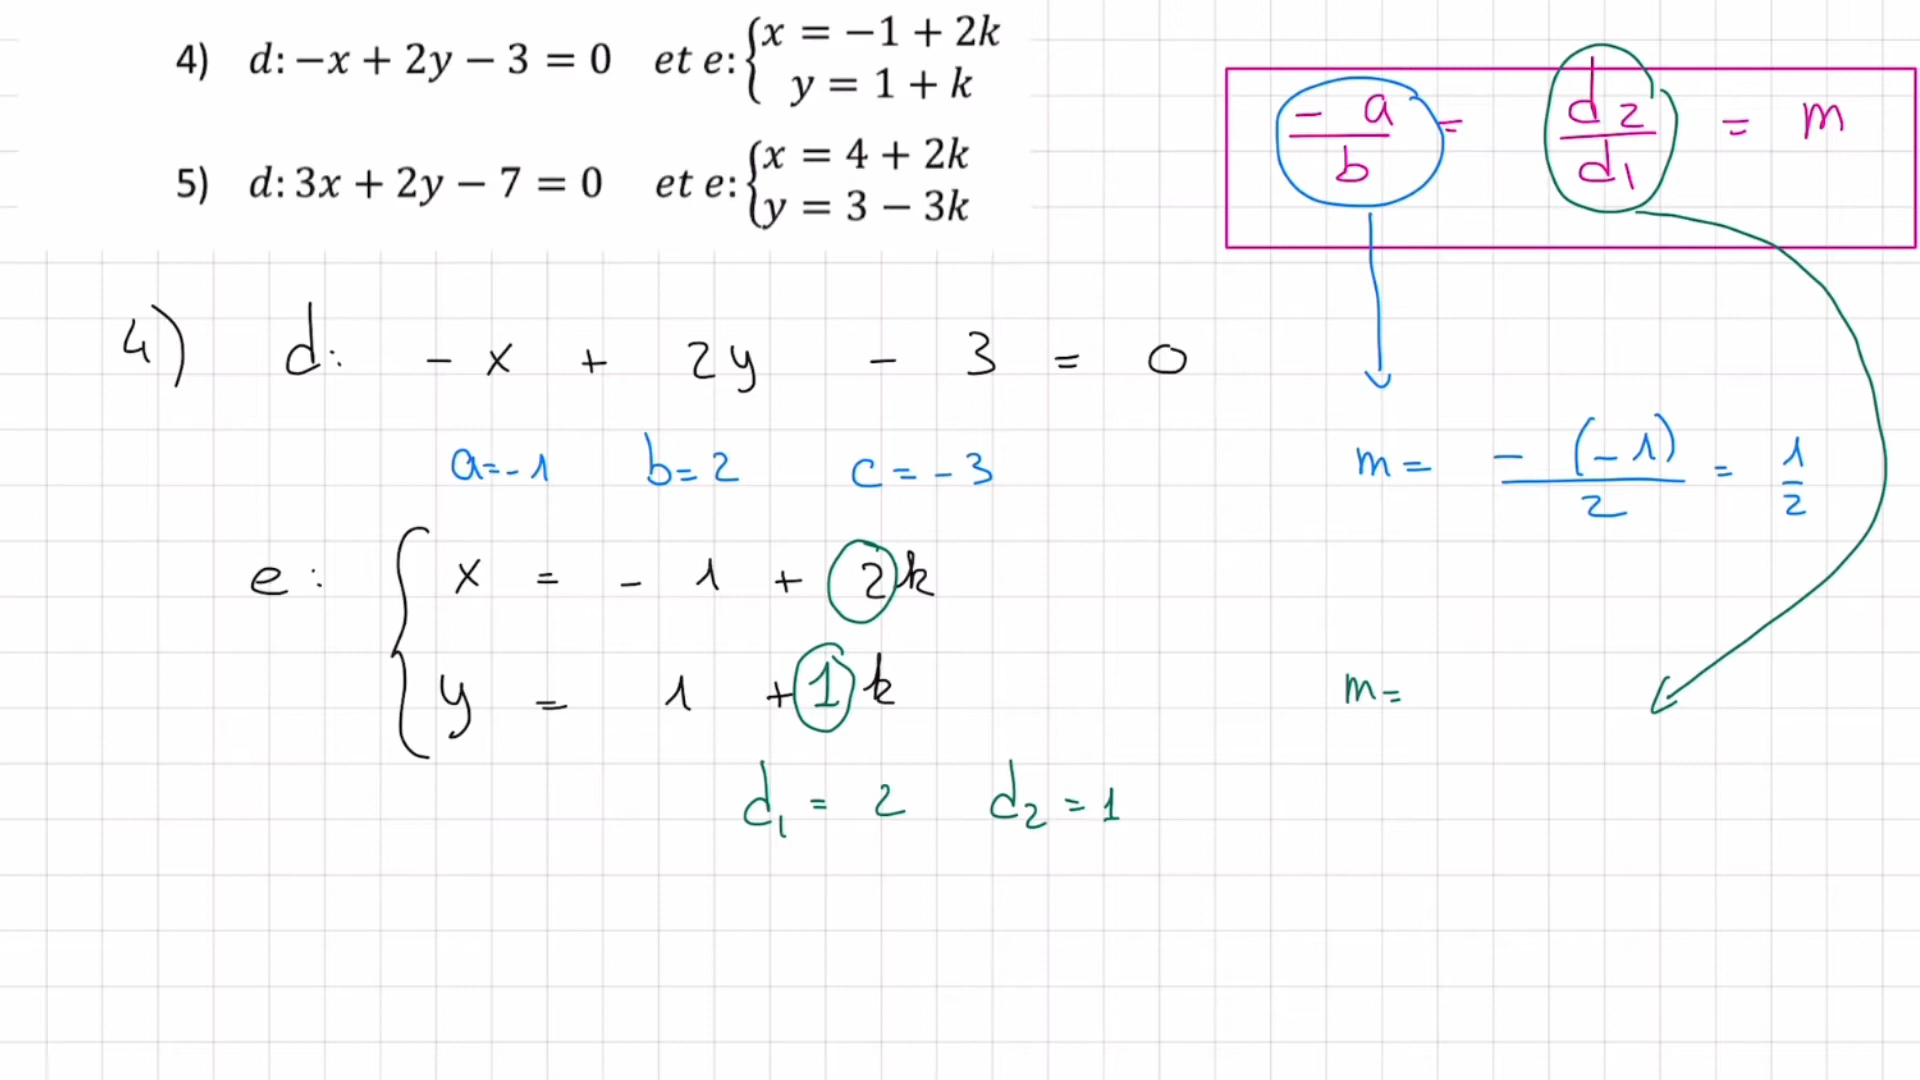 4) d: −x + 2y − 3 = 0 et e: {x = −1 + 2k
y = 1 + k
5) d: 3x + 2y − 7 = 0 et e: {x = 4 + 2k
y = 3 − 3k
-a/b = d2/d1 = m
4) d: - x + 2y - 3 = 0
a=-1 b=2 c=-3
m = -(-1)/2 = 1/2
e: { x = - 1 + 2k
y = 1 + 1k
m=
d1 = 2 d2 = 1